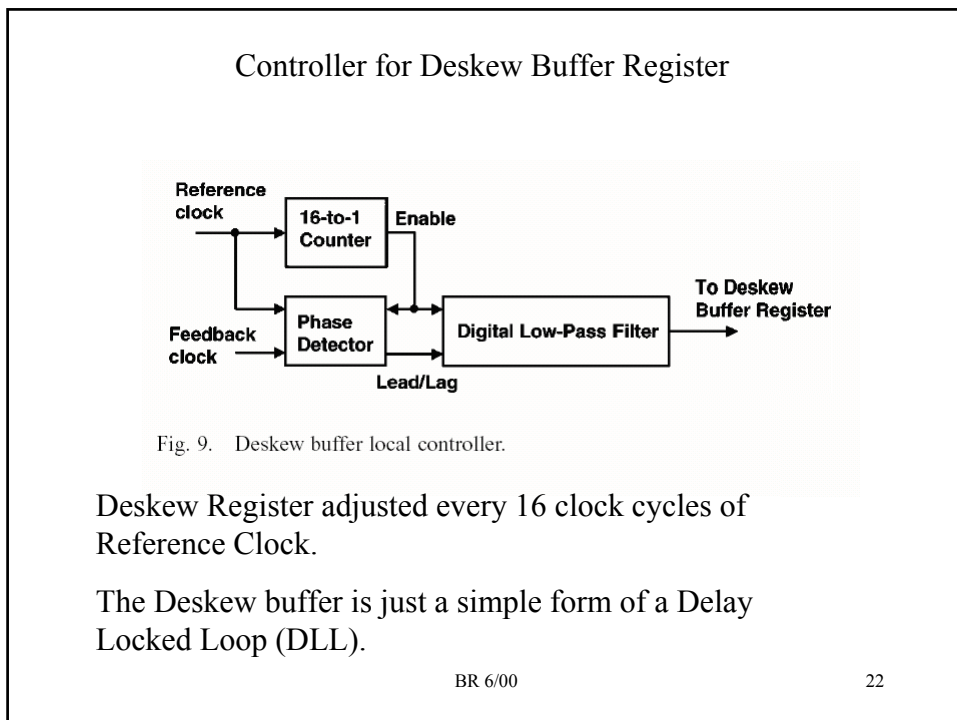 Controller for Deskew Buffer Register
Reference
clock
16-to-1
Counter
Enable
Feedback
clock
Phase
Detector
Lead/Lag
Digital Low-Pass Filter
To Deskew
Buffer Register
Fig. 9. Deskew buffer local controller.
Deskew Register adjusted every 16 clock cycles of
Reference Clock.
The Deskew buffer is just a simple form of a Delay
Locked Loop (DLL).
BR 6/00
22